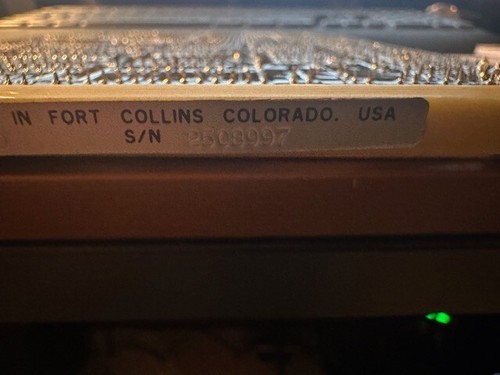 IN FORT COLLINS COLORADO. USA
S/N 2508997